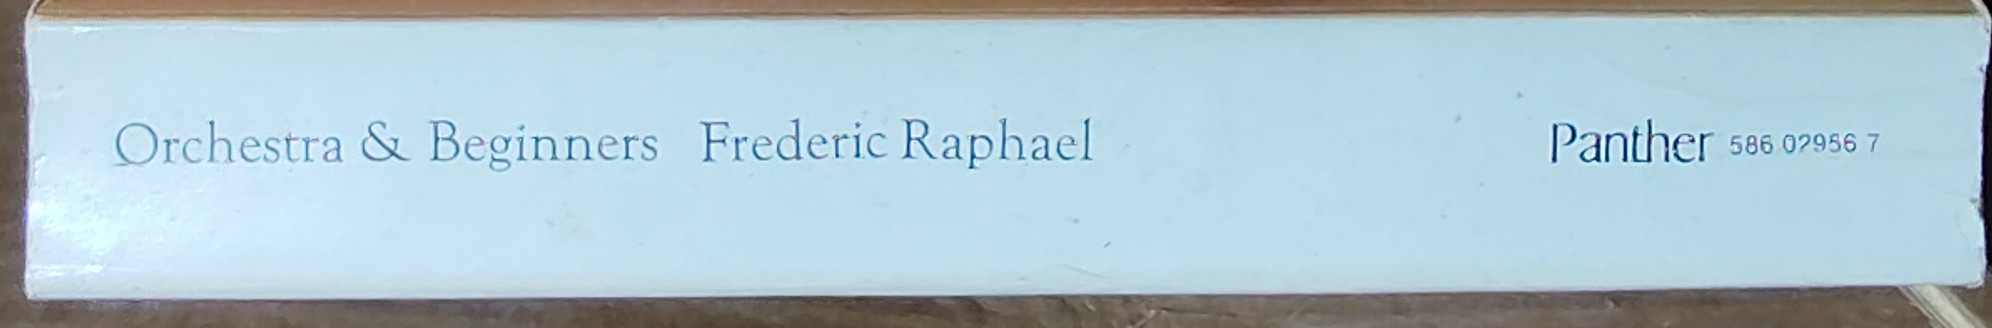 Orchestra & Beginners Frederic Raphael Panther 586 02956 7